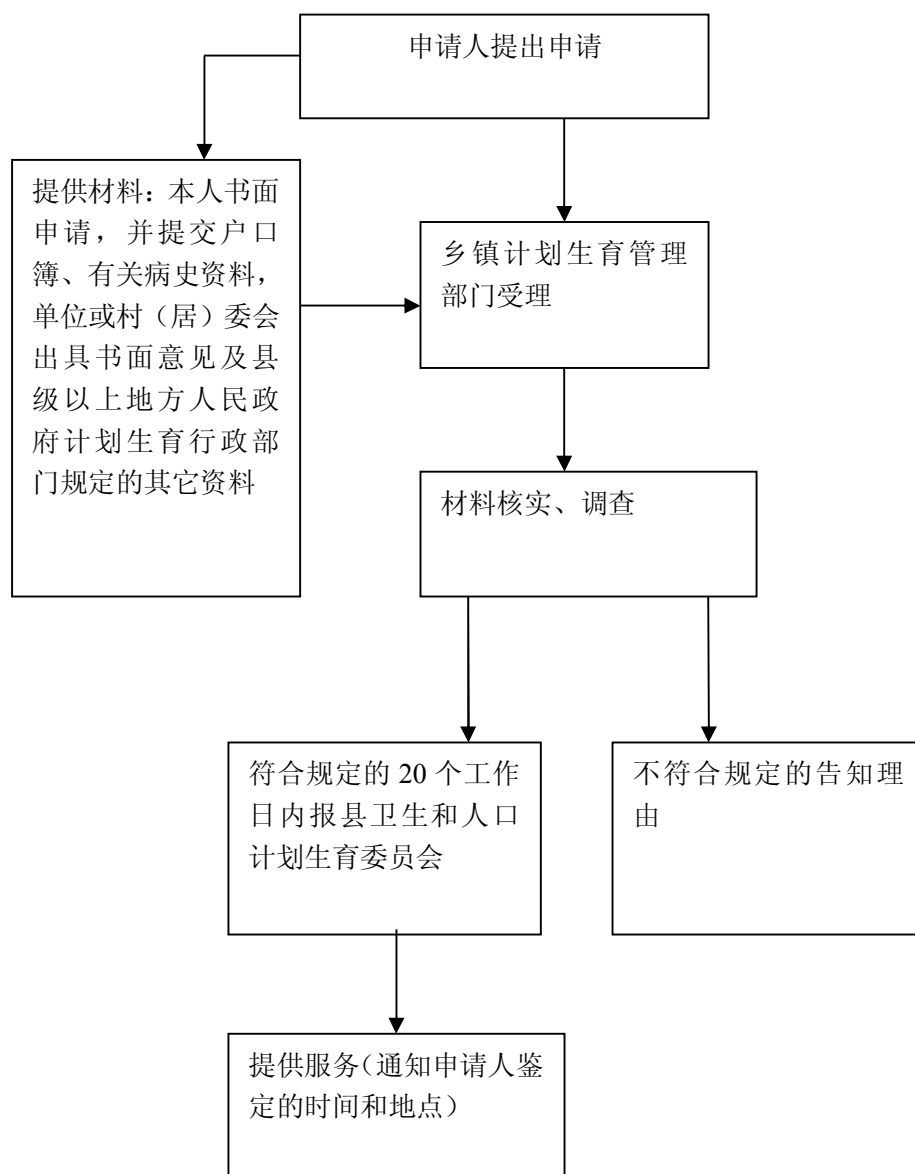 申请人提出申请
提供材料：本人书面
申请，并提交户口
簿、有关病史资料，
单位或村（居）委会
出具书面意见及县
级以上地方人民政
府计划生育行政部
门规定的其它资料
乡镇计划生育管理
部门受理
材料核实、调查
符合规定的 20 个工作
日内报县卫生和人口
计划生育委员会
不符合规定的告知理
由
提供服务（通知申请人鉴
定的时间和地点）